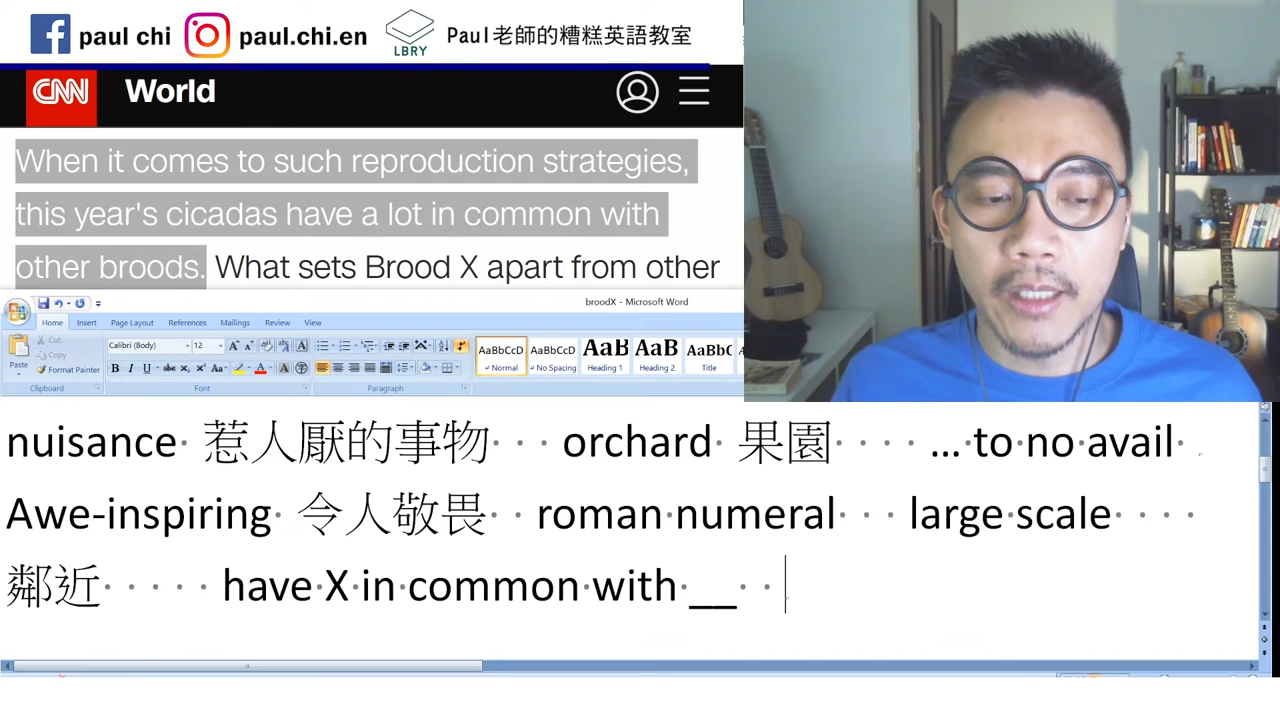 paul chi paul.chi.en LBRY Paul老師的糟糕英語教室
CNN World
When it comes to such reproduction strategies,
this year's cicadas have a lot in common with
other broods. What sets Brood X apart from other
broodX - Microsoft Word
Home Insert Page Layout References Mailings Review View
Cut
Copy
Paste
Format Painter
Calibri (Body) 12
AaBbCcD AaBbCcD AaBb AaB AaBbC
Normal No Spacing Heading 1 Heading 2 Title
Clipboard Font Paragraph
nuisance 惹人厭的事物 orchard 果園 ...to no avail
Awe-inspiring 令人敬畏 roman numeral large scale
鄰近 have X in common with __